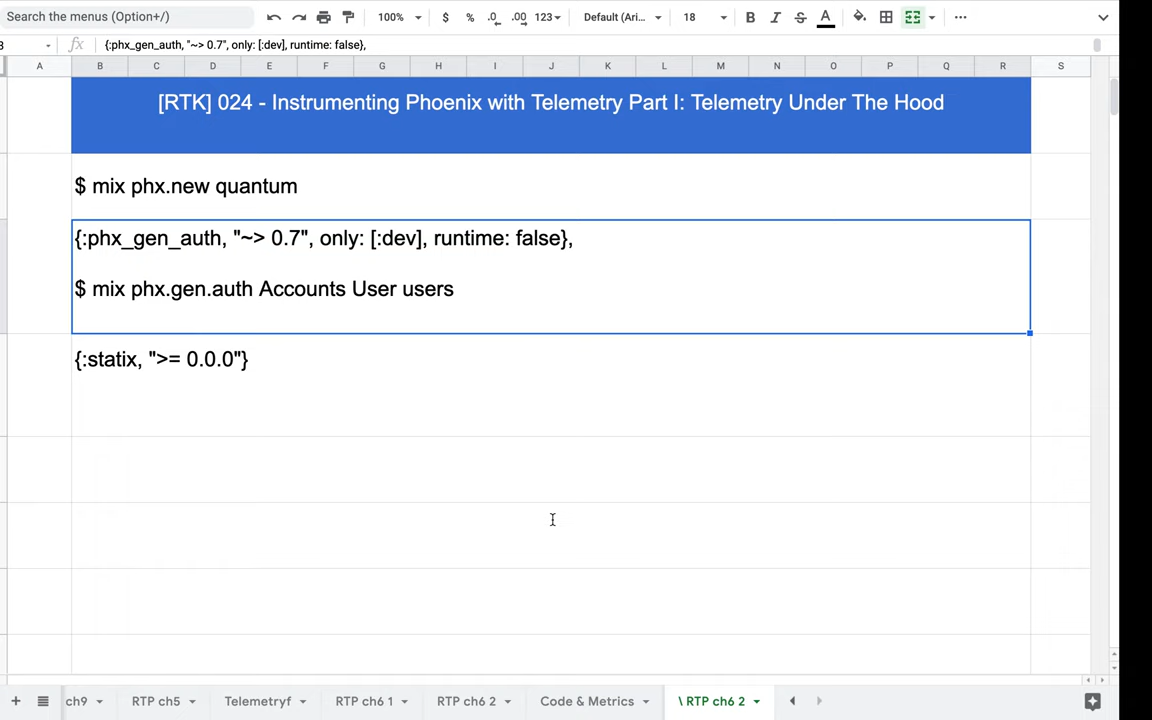 Search the menus (Option+/)
100%
$
%
.0
.00
123
Default (Ari...
18
B
I
S
A
3
fx
{:phx_gen_auth, "~> 0.7", only: [:dev], runtime: false},
A B C D E F G H I J K L M N O P Q R S
[RTK] 024 - Instrumenting Phoenix with Telemetry Part I: Telemetry Under The Hood
$ mix phx.new quantum
{:phx_gen_auth, "~> 0.7", only: [:dev], runtime: false},
$ mix phx.gen.auth Accounts User users
{:statix, ">= 0.0.0"}
ch9
RTP ch5
Telemetryf
RTP ch6 1
RTP ch6 2
Code & Metrics
\ RTP ch6 2